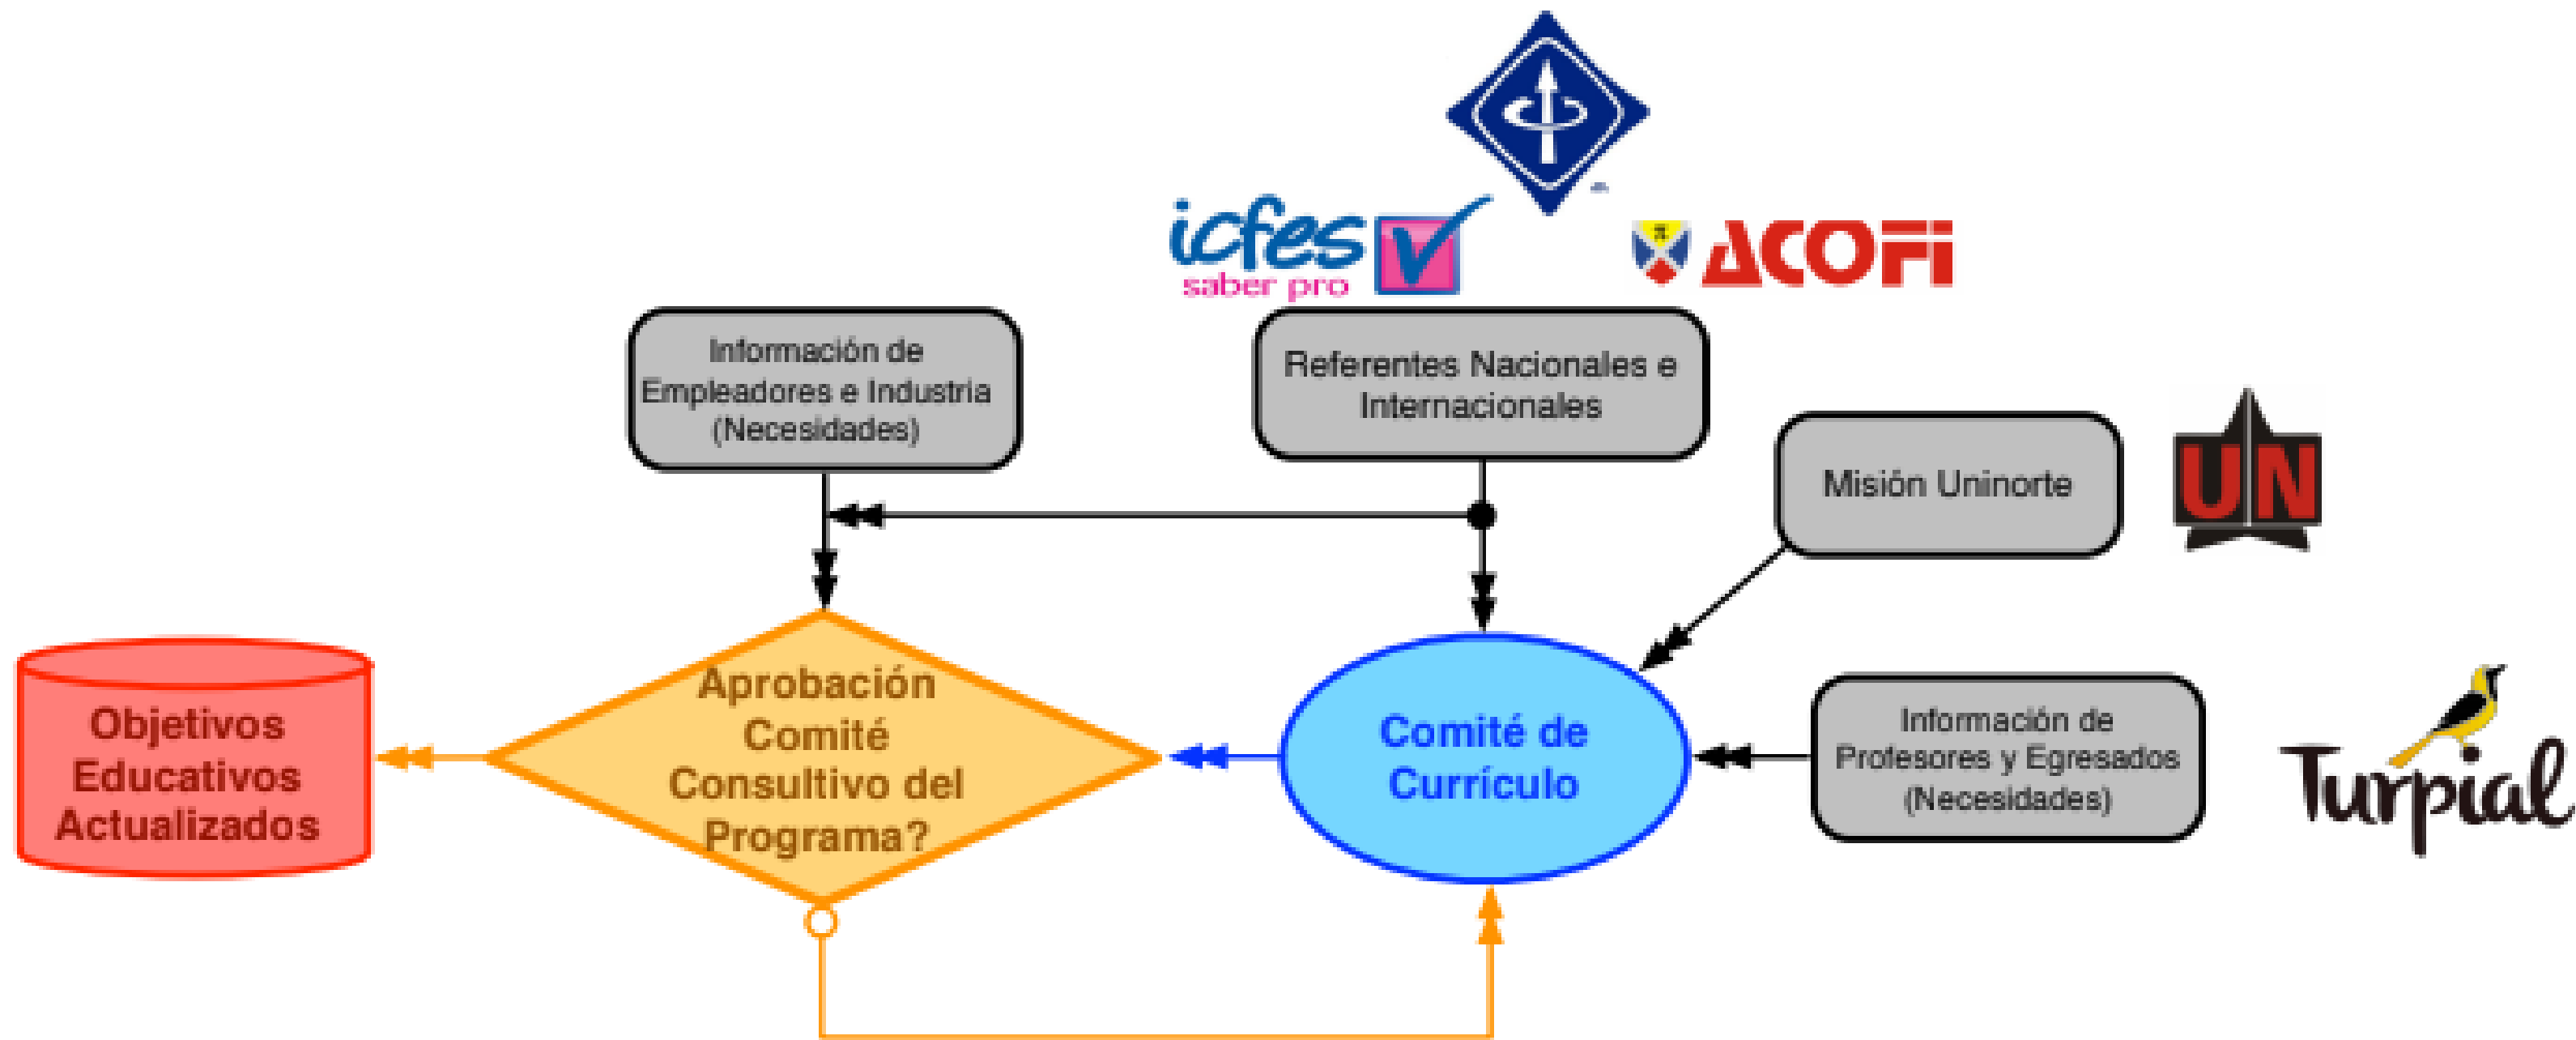 icfes
saber pro
ACOFI
Información de
Empleadores e Industria
(Necesidades)
Referentes Nacionales e
Internacionales
Misión Uninorte
UN
Objetivos
Educativos
Actualizados
Aprobación
Comité
Consultivo del
Programa?
Comité de
Currículo
Información de
Profesores y Egresados
(Necesidades)
Turpial